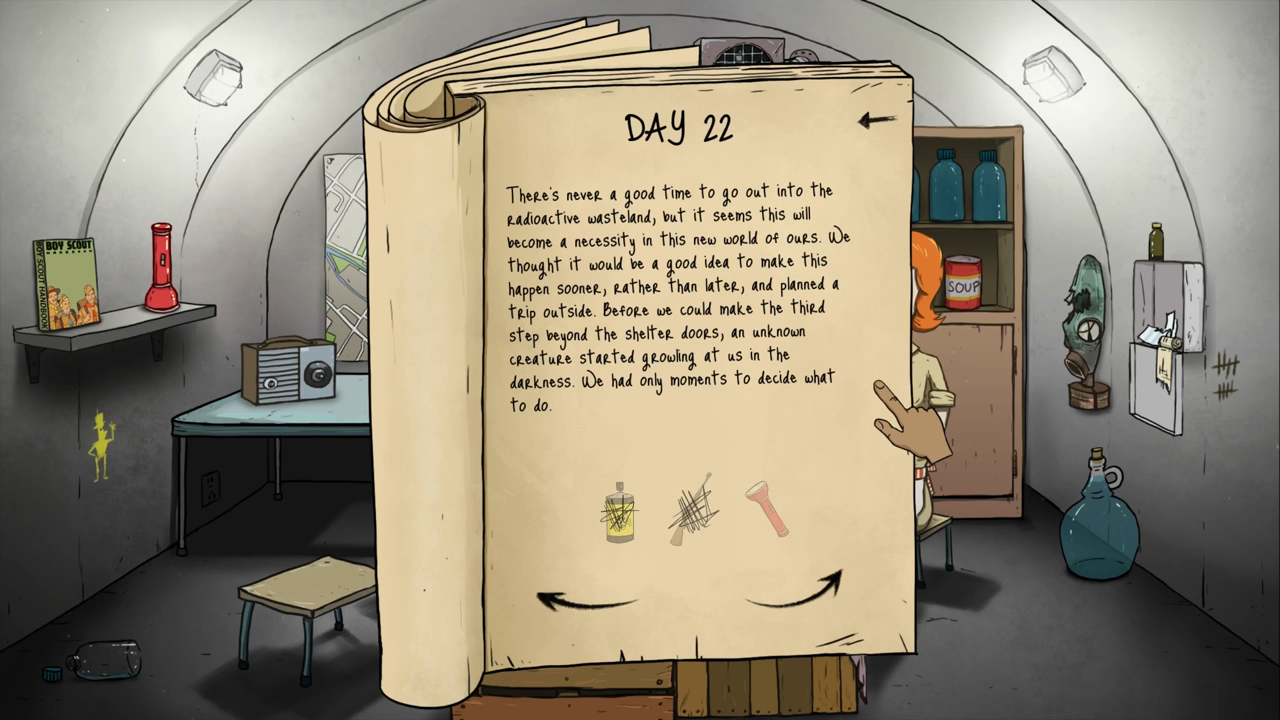 DAY 22
There's never a good time to go out into the
radioactive wasteland, but it seems this will
become a necessity in this new world of ours. We
thought it would be a good idea to make this
happen sooner, rather than later, and planned a
trip outside. Before we could make the third
step beyond the shelter doors, an unknown
creature started growling at us in the
darkness. We had only moments to decide what
to do.
BOY SCOUT
BOY SCOUT HANDBOOK
SOUP